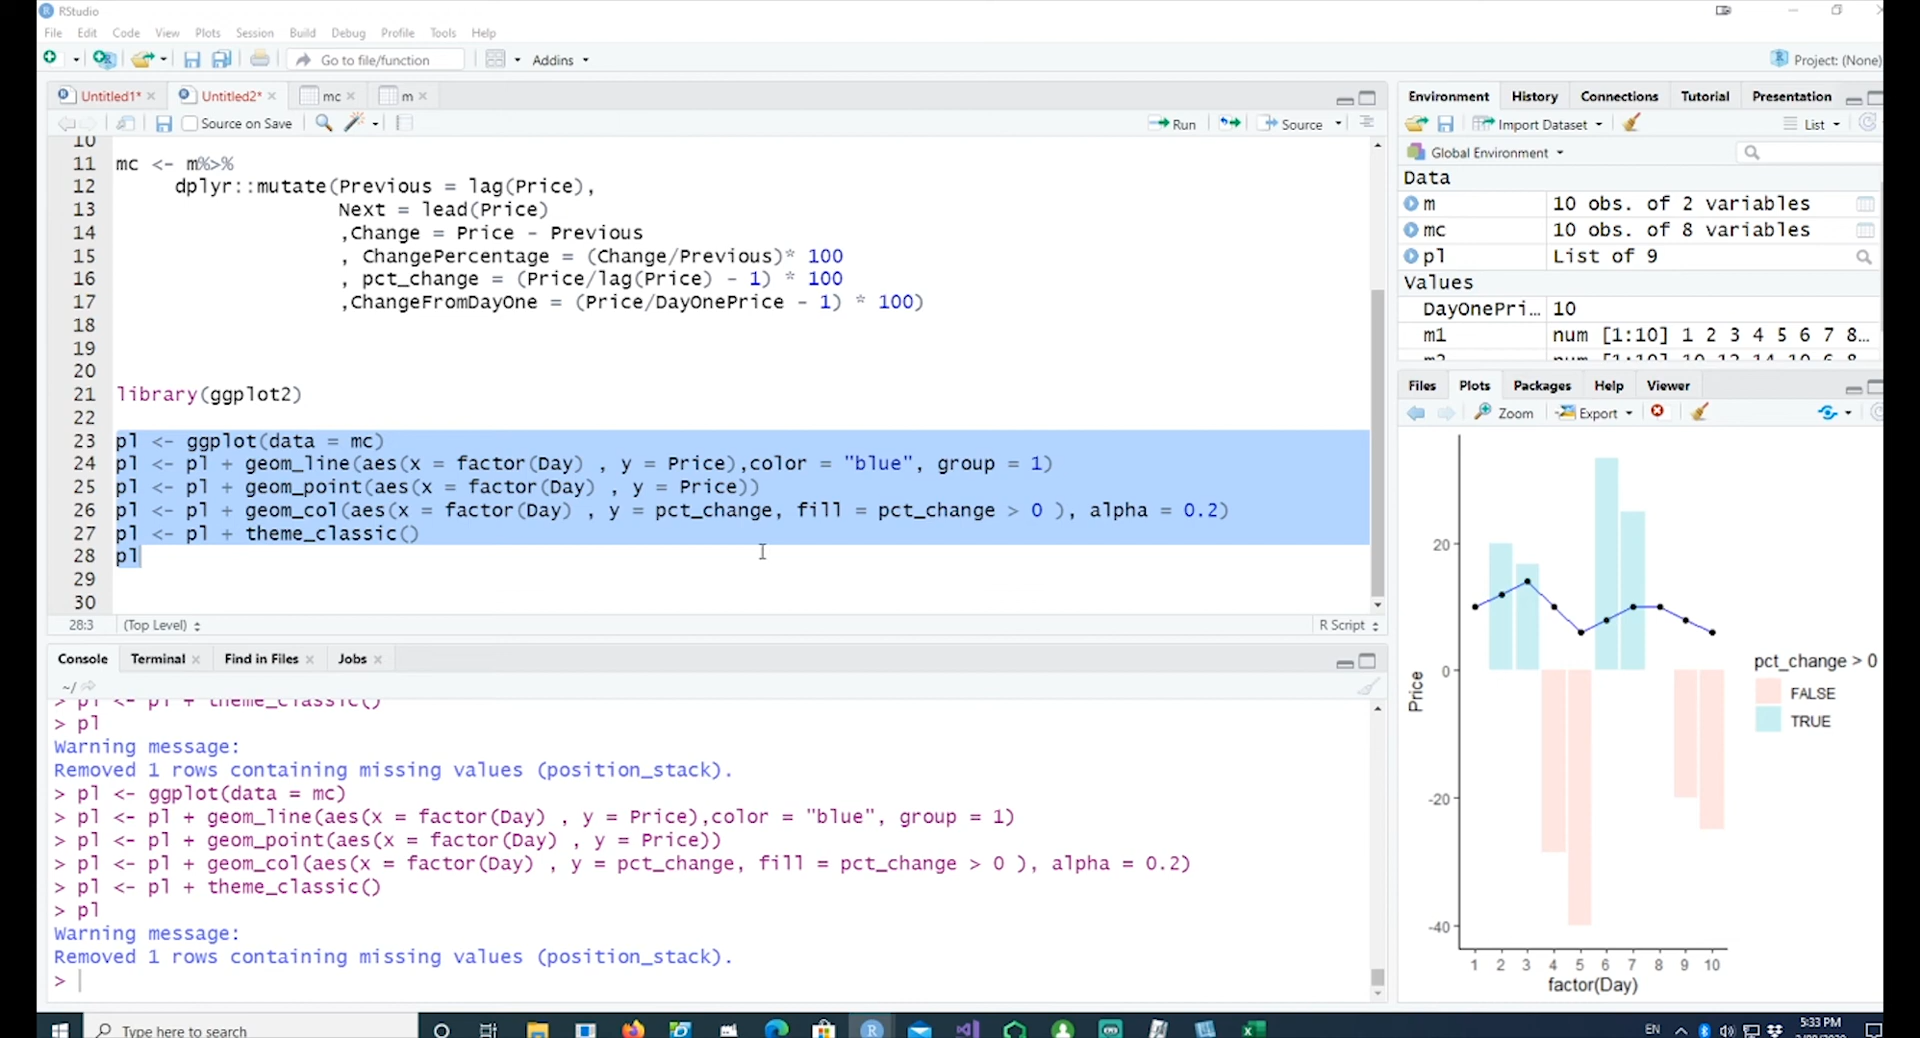 RStudio
File Edit Code View Plots Session Build Debug Profile Tools Help
Go to file/function Addins Project: (None)
Untitled1* Untitled2* mc m
Source on Save Run Source
10
11 mc <- m%>%
12 dplyr::mutate(Previous = lag(Price),
13 Next = lead(Price)
14 ,Change = Price - Previous
15 , ChangePercentage = (Change/Previous)* 100
16 , pct_change = (Price/lag(Price) - 1) * 100
17 ,ChangeFromDayOne = (Price/DayOnePrice - 1) * 100)
18
19
20
21 library(ggplot2)
22
23 pl <- ggplot(data = mc)
24 pl <- pl + geom_line(aes(x = factor(Day) , y = Price),color = "blue", group = 1)
25 pl <- pl + geom_point(aes(x = factor(Day) , y = Price))
26 pl <- pl + geom_col(aes(x = factor(Day) , y = pct_change, fill = pct_change > 0 ), alpha = 0.2)
27 pl <- pl + theme_classic()
28 pl
29
30
28:3 (Top Level) R Script
Console Terminal Find in Files Jobs
~/
> pl <- pl + theme_classic()
> pl
Warning message:
Removed 1 rows containing missing values (position_stack).
> pl <- ggplot(data = mc)
> pl <- pl + geom_line(aes(x = factor(Day) , y = Price),color = "blue", group = 1)
> pl <- pl + geom_point(aes(x = factor(Day) , y = Price))
> pl <- pl + geom_col(aes(x = factor(Day) , y = pct_change, fill = pct_change > 0 ), alpha = 0.2)
> pl <- pl + theme_classic()
> pl
Warning message:
Removed 1 rows containing missing values (position_stack).
>
Environment History Connections Tutorial Presentation
Import Dataset List
Global Environment
Data
m 10 obs. of 2 variables
mc 10 obs. of 8 variables
pl List of 9
Values
DayOnePri… 10
m1 num [1:10] 1 2 3 4 5 6 7 8…
Files Plots Packages Help Viewer
Zoom Export
20
0
-20
-40
Price
1 2 3 4 5 6 7 8 9 10
factor(Day)
pct_change > 0
FALSE
TRUE
Type here to search
EN 5:33 PM